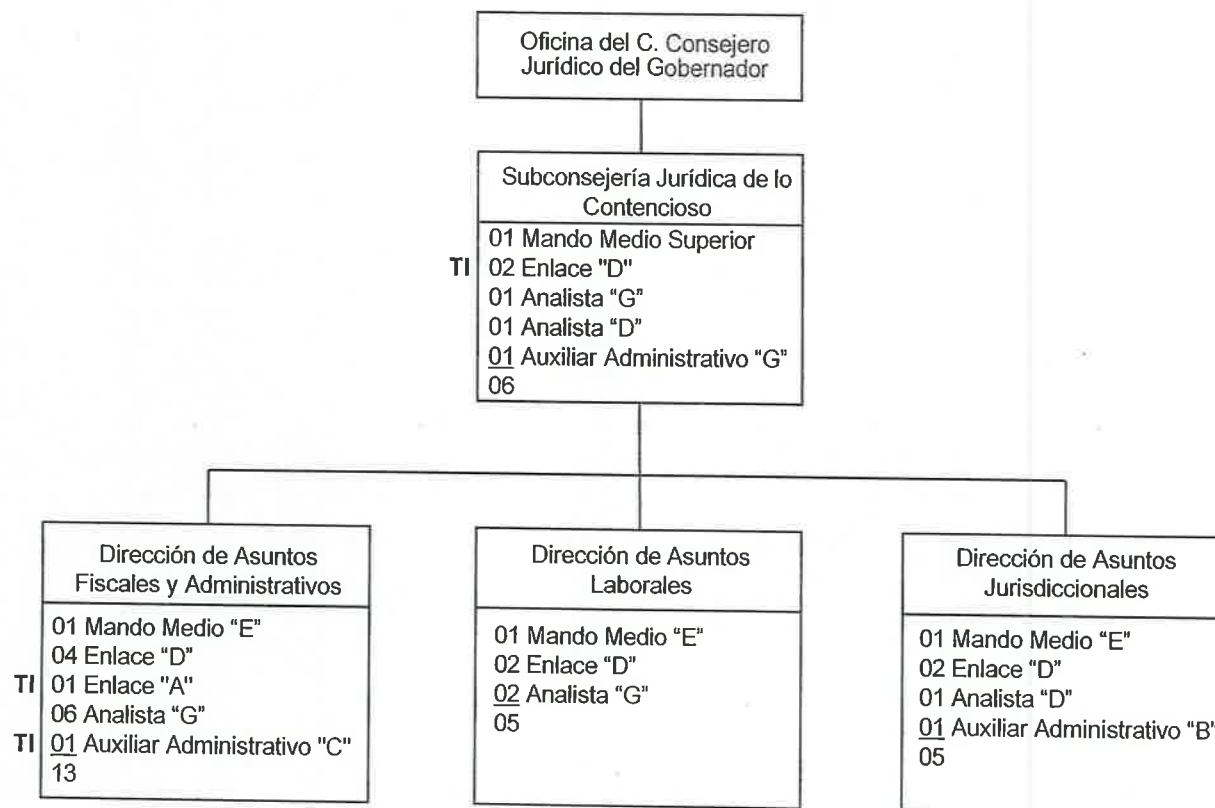 Oficina del C. Consejero
Jurídico del Gobernador
Subconsejería Jurídica de lo
Contencioso
01 Mando Medio Superior
TI 02 Enlace "D"
01 Analista “G”
01 Analista “D”
01 Auxiliar Administrativo “G”
06
Dirección de Asuntos
Fiscales y Administrativos
01 Mando Medio “E”
04 Enlace “D”
TI 01 Enlace "A"
06 Analista “G”
TI 01 Auxiliar Administrativo "C"
13
Dirección de Asuntos
Laborales
01 Mando Medio “E”
02 Enlace “D”
02 Analista “G”
05
Dirección de Asuntos
Jurisdiccionales
01 Mando Medio “E”
02 Enlace “D”
01 Analista “D”
01 Auxiliar Administrativo “B”
05